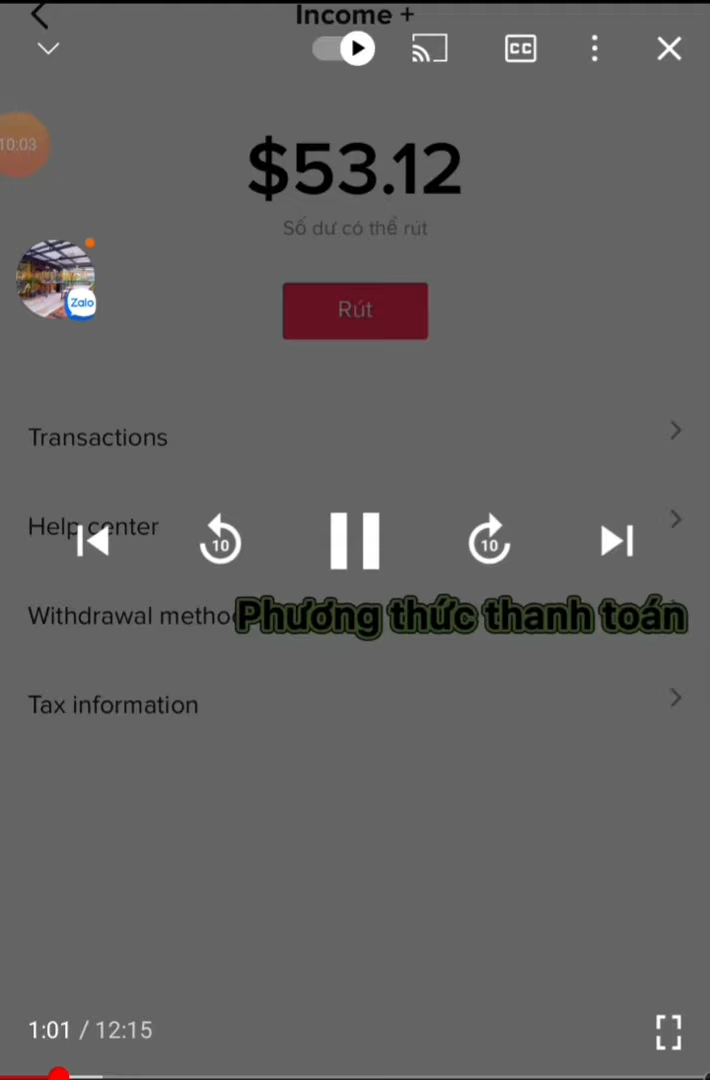 Income +
CC
10:03
$53.12
Số dư có thể rút
Zalo
Rút
Transactions
Help center
10
10
Withdrawal metho
Phương thức thanh toán
Tax information
1:01 / 12:15